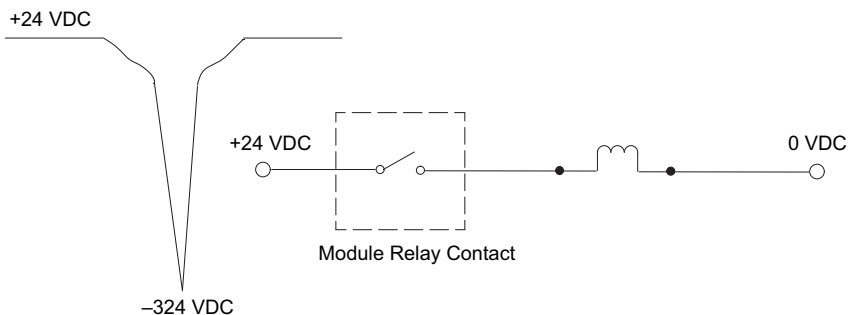 +24 VDC
+24 VDC
0 VDC
Module Relay Contact
–324 VDC